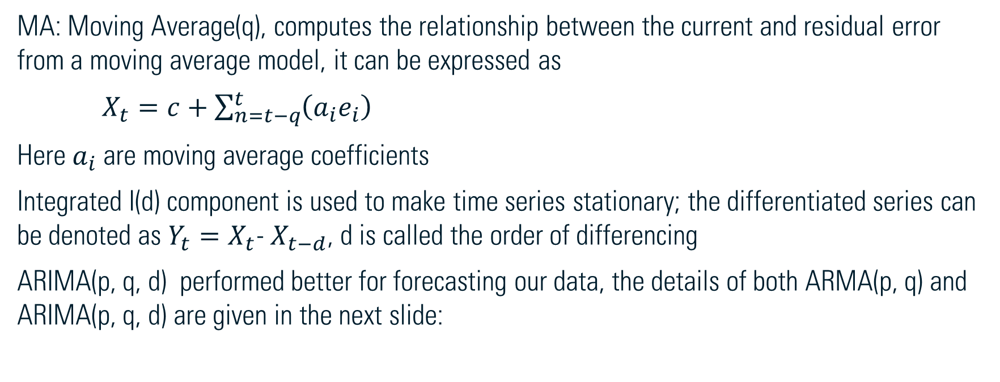 MA: Moving Average(q), computes the relationship between the current and residual error
from a moving average model, it can be expressed as
X_t = c + ∑_{n=t−q}^{t}(a_i e_i)
Here a_i are moving average coefficients
Integrated I(d) component is used to make time series stationary; the differentiated series can
be denoted as Y_t = X_t- X_{t−d}, d is called the order of differencing
ARIMA(p, q, d)  performed better for forecasting our data, the details of both ARMA(p, q) and
ARIMA(p, q, d) are given in the next slide: